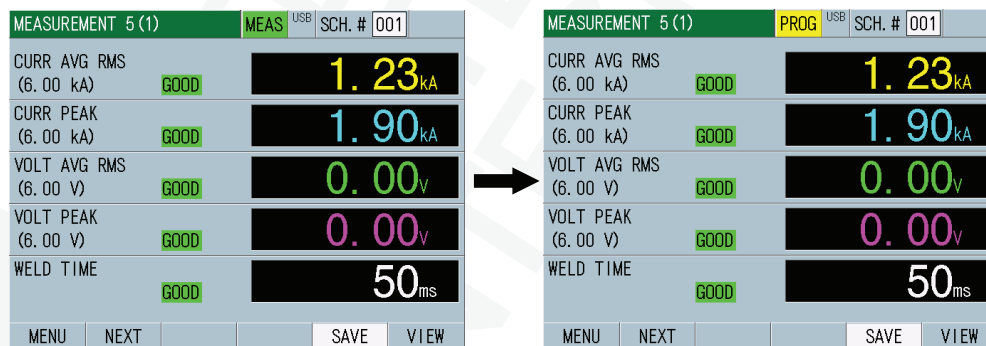 MEASUREMENT 5(1) MEAS USB SCH. # 001
CURR AVG RMS
(6.00 kA) GOOD 1.23kA
CURR PEAK
(6.00 kA) GOOD 1.90kA
VOLT AVG RMS
(6.00 V) GOOD 0.00V
VOLT PEAK
(6.00 V) GOOD 0.00V
WELD TIME
GOOD 50ms
MENU NEXT SAVE VIEW
MEASUREMENT 5(1) PROG USB SCH. # 001
CURR AVG RMS
(6.00 kA) GOOD 1.23kA
CURR PEAK
(6.00 kA) GOOD 1.90kA
VOLT AVG RMS
(6.00 V) GOOD 0.00V
VOLT PEAK
(6.00 V) GOOD 0.00V
WELD TIME
GOOD 50ms
MENU NEXT SAVE VIEW